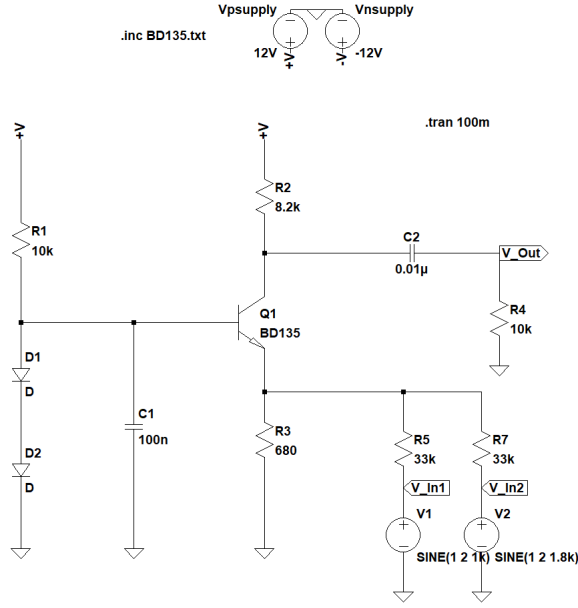 Vpsupply
Vnsupply
.inc BD135.txt
12V
+V
-V
-12V
+V
+V
.tran 100m
R2
8.2k
R1
10k
C2
0.01µ
V_Out
Q1
BD135
R4
10k
D1
D
C1
100n
R3
680
R5
33k
R7
33k
D2
D
V_In1
V_In2
V1
V2
SINE(1 2 1k)
SINE(1 2 1.8k)